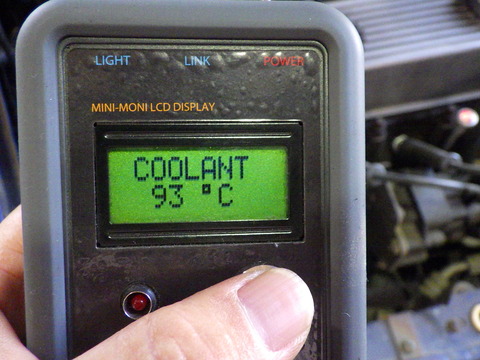 LIGHT LINK POWER
MINI-MONI LCD DISPLAY
COOLANT
93 °C